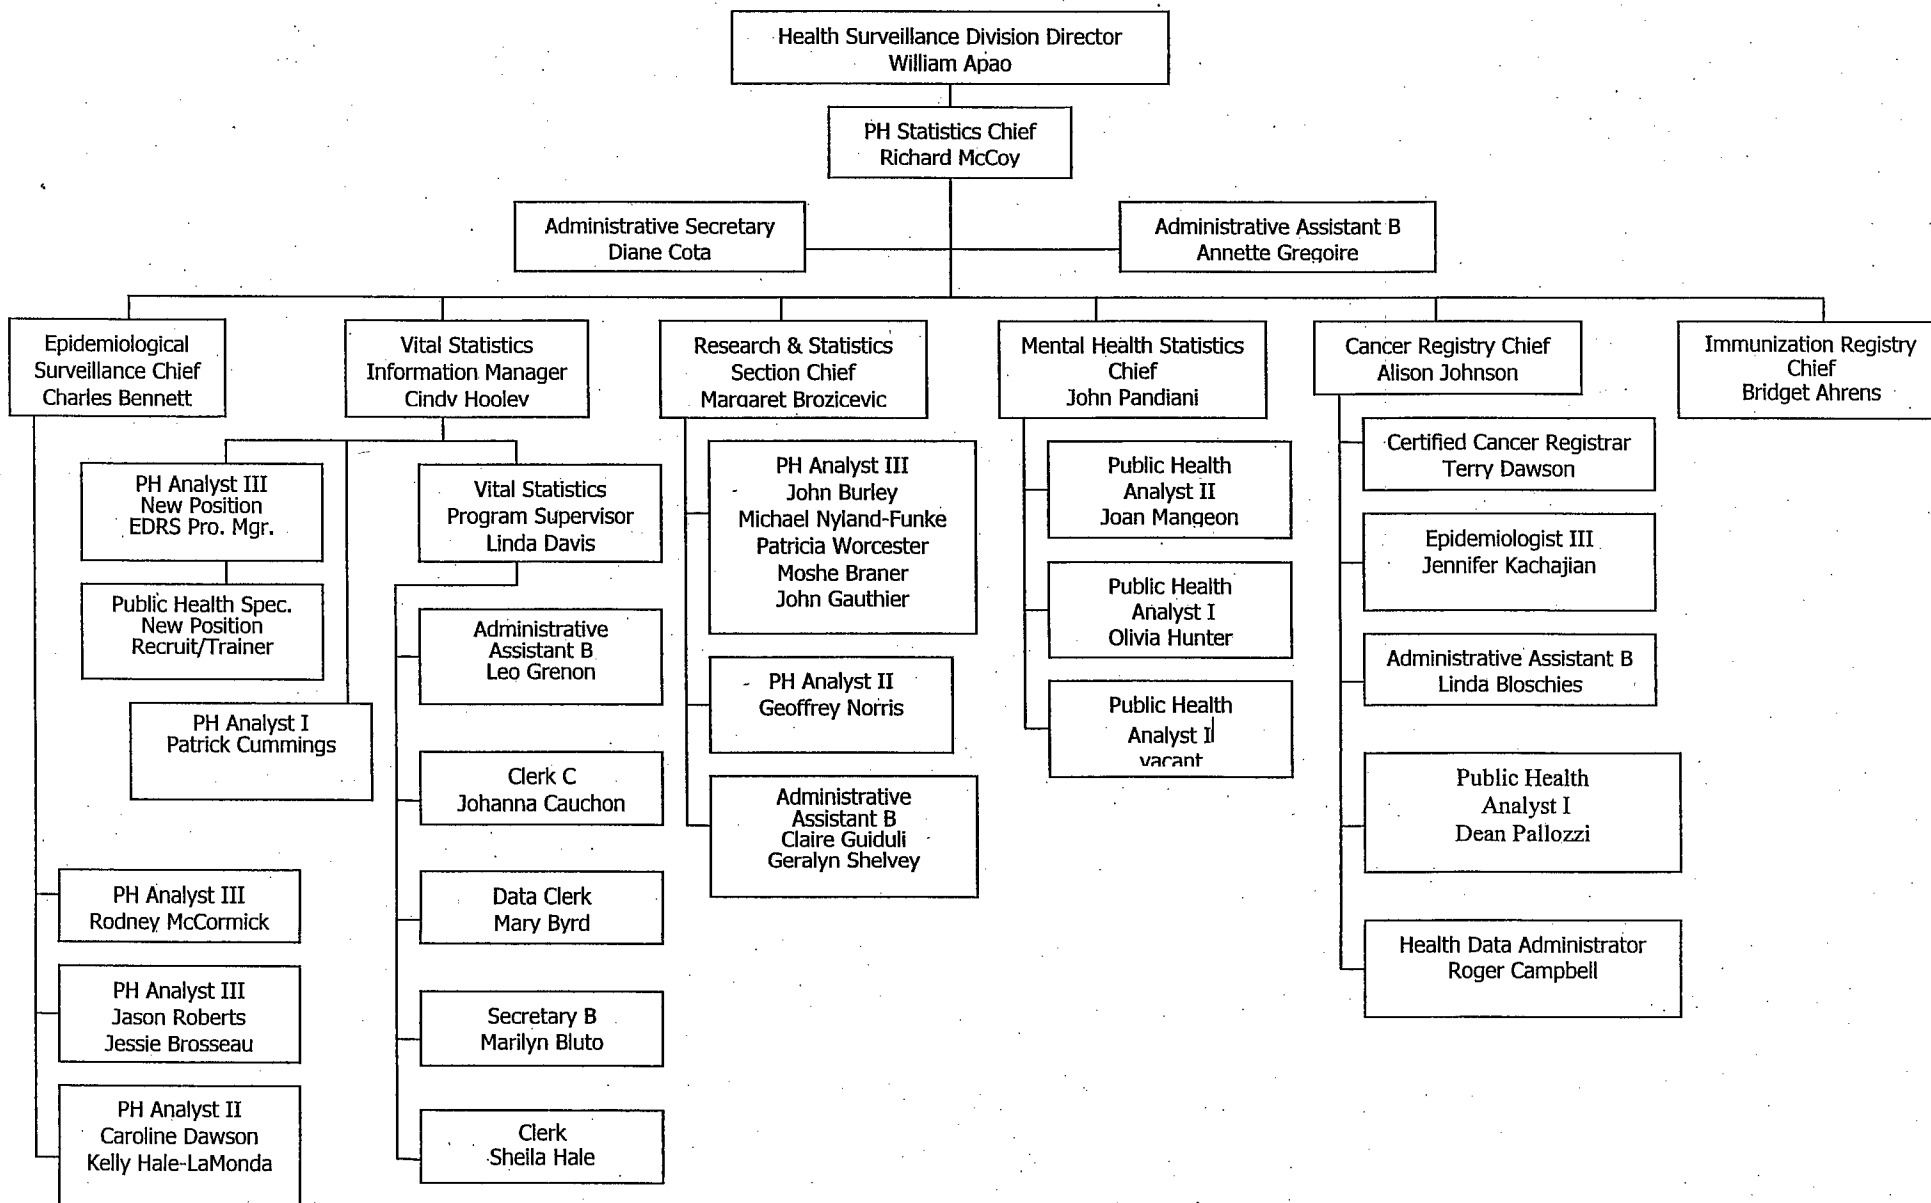 Health Surveillance Division Director
William Apao
PH Statistics Chief
Richard McCoy
Administrative Secretary
Diane Cota
Administrative Assistant B
Annette Gregoire
Epidemiological
Surveillance Chief
Charles Bennett
Vital Statistics
Information Manager
Cindy Hooley
Research & Statistics
Section Chief
Margaret Brozicevic
Mental Health Statistics
Chief
John Pandiani
Cancer Registry Chief
Alison Johnson
Immunization Registry
Chief
Bridget Ahrens
PH Analyst III
New Position
EDRS Pro. Mgr.
Public Health Spec.
New Position
Recruit/Trainer
PH Analyst I
Patrick Cummings
Vital Statistics
Program Supervisor
Linda Davis
Administrative
Assistant B
Leo Grenon
Clerk C
Johanna Cauchon
Data Clerk
Mary Byrd
Secretary B
Marilyn Bluto
Clerk
Sheila Hale
PH Analyst III
Rodney McCormick
PH Analyst III
Jason Roberts
Jessie Brosseau
PH Analyst II
Caroline Dawson
Kelly Hale-LaMonda
PH Analyst III
John Burley
Michael Nyland-Funke
Patricia Worcester
Moshe Braner
John Gauthier
PH Analyst II
Geoffrey Norris
Administrative
Assistant B
Claire Guiduli
Geralyn Shelvey
Public Health
Analyst II
Joan Mangeon
Public Health
Analyst I
Olivia Hunter
Public Health
Analyst I
vacant
Certified Cancer Registrar
Terry Dawson
Epidemiologist III
Jennifer Kachajian
Administrative Assistant B
Linda Bloschies
Public Health
Analyst I
Dean Pallozzi
Health Data Administrator
Roger Campbell